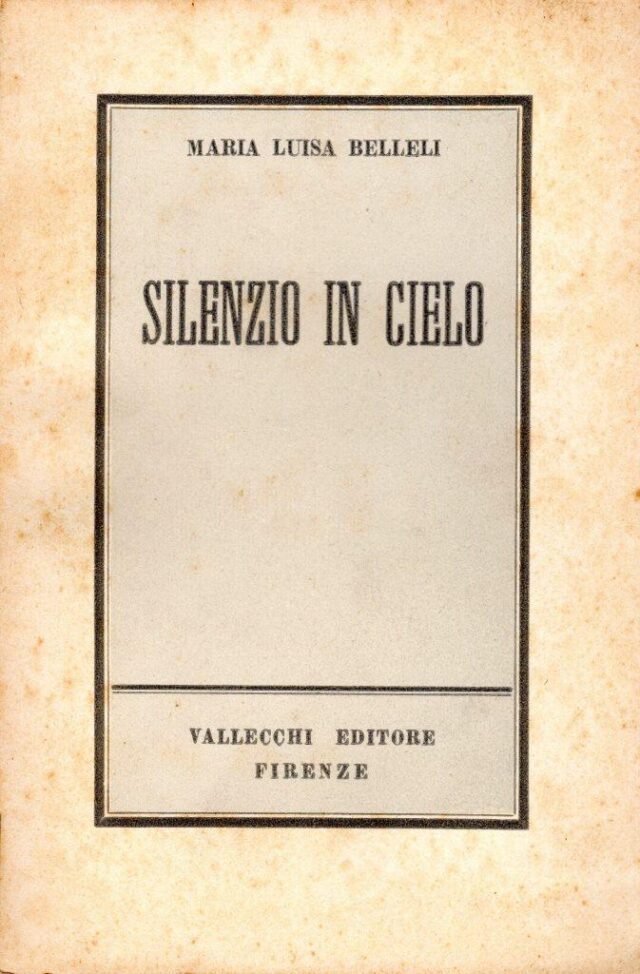 MARIA LUISA BELLELI
SILENZIO IN CIELO
VALLECCHI EDITORE
FIRENZE